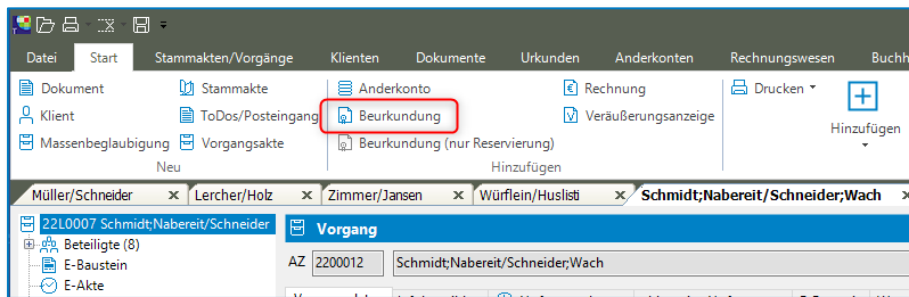 Datei Start Stammakten/Vorgänge Klienten Dokumente Urkunden Anderkonten Rechnungswesen Buchh
Dokument Stammakte Anderkonto Rechnung Drucken
Klient ToDos/Posteingang Beurkundung Veräußerungsanzeige Hinzufügen
Massenbeglaubigung Vorgangsakte Beurkundung (nur Reservierung)
Neu Hinzufügen
Müller/Schneider Lercher/Holz Zimmer/Jansen Würflein/Huslisti Schmidt;Nabereit/Schneider;Wach
22L0007 Schmidt;Nabereit/Schneider Vorgang
Beteiligte (8)
E-Baustein AZ 2200012 Schmidt;Nabereit/Schneider;Wach
E-Akte